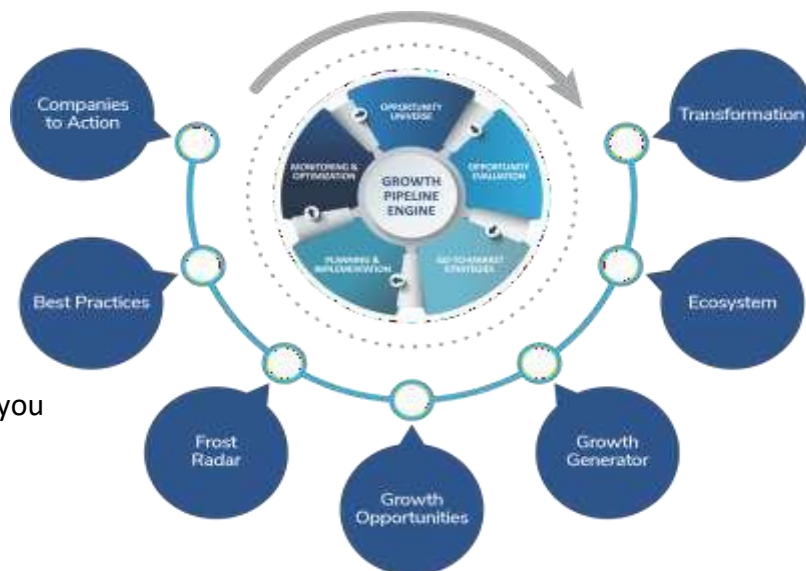 Companies
to Action
Transformation
OPPORTUNITY
UNIVERSE
MONITORING &
OPTIMIZATION
OPPORTUNITY
EVALUATION
GROWTH
PIPELINE
ENGINE
PLANNING &
IMPLEMENTATION
GO-TO-MARKET
STRATEGIES
Best Practices
Ecosystem
you
Frost
Radar
Growth
Generator
Growth
Opportunities